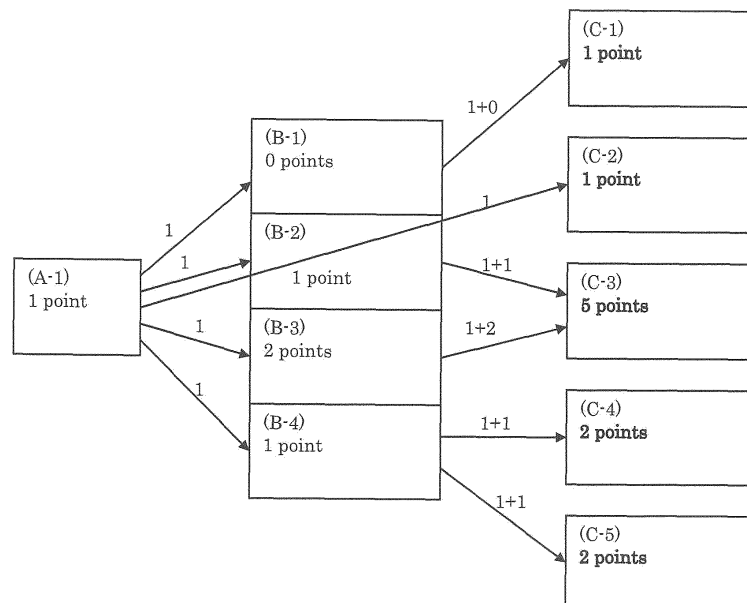 (C-1)
1 point
1+0
(B-1)
0 points
(C-2)
1 point
1
1
(B-2)
1
1 point
1+1
(A-1)
1 point
(C-3)
5 points
1
(B-3)
2 points
1+2
1
(B-4)
1 point
1+1
(C-4)
2 points
1+1
(C-5)
2 points